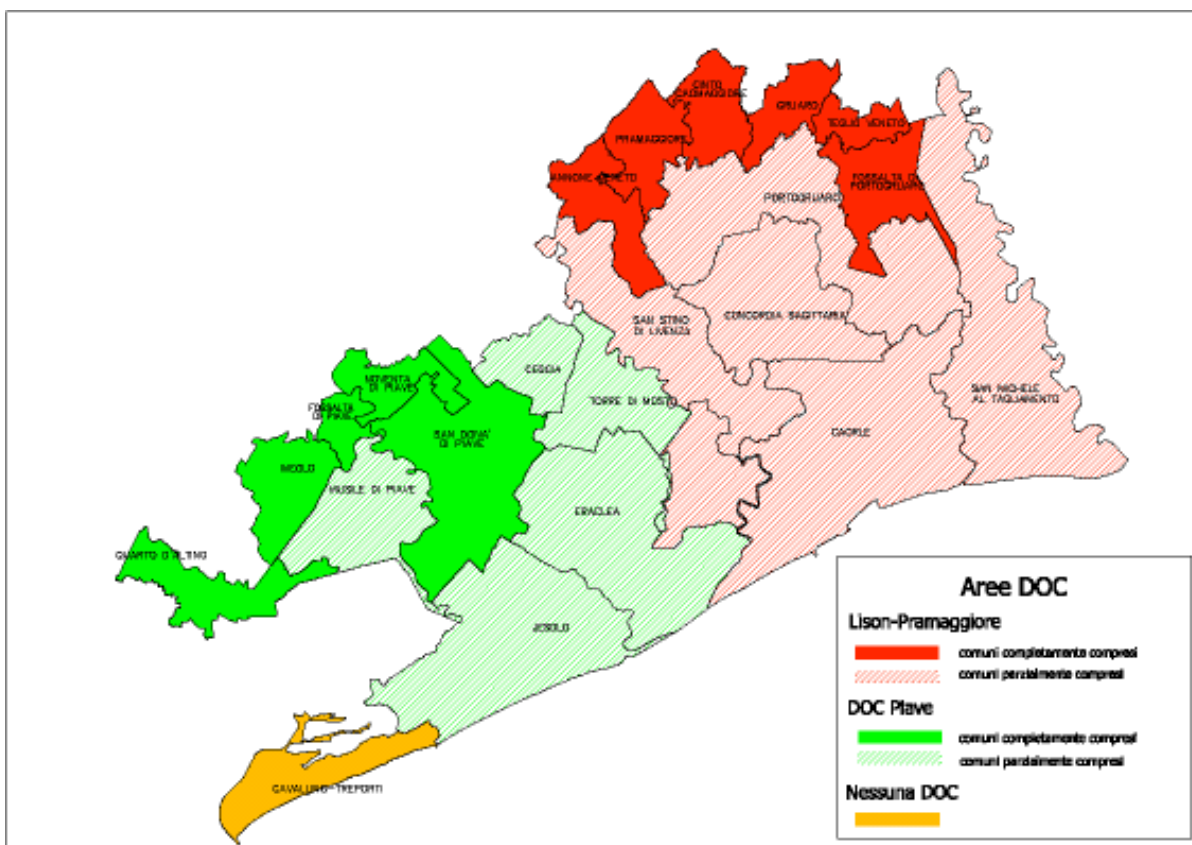 CINTO
CAOMAGGIORE
GRUARO
TEGLIO VENETO
PRAMAGGIORE
ANNONE VENETO
FOSSALTA DI
PORTOGRUARO
PORTOGRUARO
SAN STINO
DI LIVENZA
CONCORDIA SAGITTARIA
CEGGIA
NOVENTA
DI PIAVE
FOSSALTA
DI PIAVE
TORRE DI MOSTO
SAN MICHELE
AL TAGLIAMENTO
SAN DONA'
DI PIAVE
CAORLE
MEOLO
MUSILE DI PIAVE
ERACLEA
QUARTO D'ALTINO
JESOLO
CAVALLINO-TREPORTI
Aree DOC
Lison-Pramaggiore
comuni completamente compresi
comuni parzialmente compresi
DOC Piave
comuni completamente compresi
comuni parzialmente compresi
Nessuna DOC